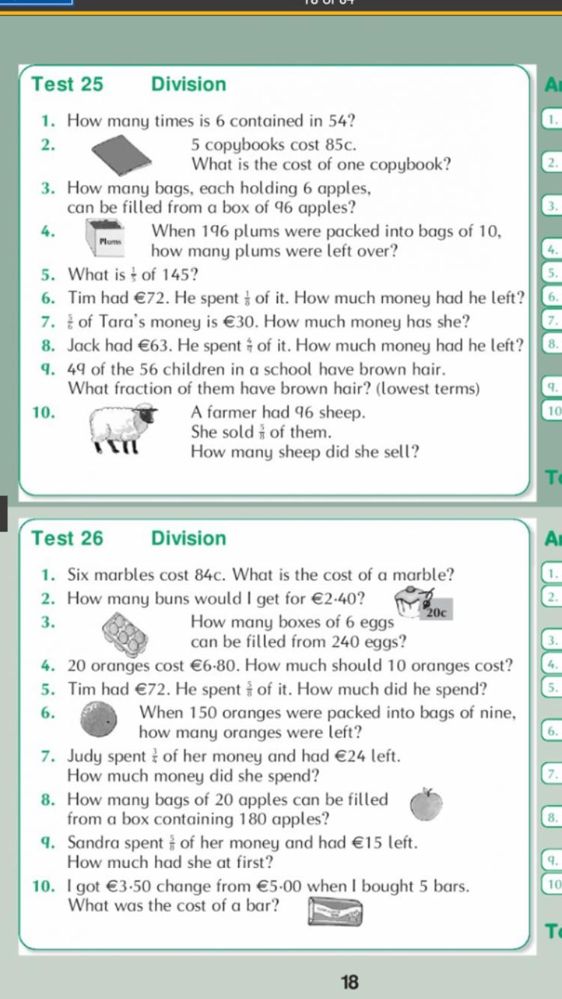 Test 25 Division
1. How many times is 6 contained in 54?
2. 5 copybooks cost 85c.
What is the cost of one copybook?
3. How many bags, each holding 6 apples,
can be filled from a box of 96 apples?
4. When 196 plums were packed into bags of 10,
Plums
how many plums were left over?
5. What is 1/5 of 145?
6. Tim had €72. He spent 1/8 of it. How much money had he left?
7. 5/6 of Tara's money is €30. How much money has she?
8. Jack had €63. He spent 4/7 of it. How much money had he left?
9. 49 of the 56 children in a school have brown hair.
What fraction of them have brown hair? (lowest terms)
10. A farmer had 96 sheep.
She sold 5/8 of them.
How many sheep did she sell?
1.
2.
3.
4.
5.
6.
7.
8.
9.
10
Test 26 Division
1. Six marbles cost 84c. What is the cost of a marble?
2. How many buns would I get for €2·40?
20c
3. How many boxes of 6 eggs
can be filled from 240 eggs?
4. 20 oranges cost €6·80. How much should 10 oranges cost?
5. Tim had €72. He spent 5/8 of it. How much did he spend?
6. When 150 oranges were packed into bags of nine,
how many oranges were left?
7. Judy spent 3/4 of her money and had €24 left.
How much money did she spend?
8. How many bags of 20 apples can be filled
from a box containing 180 apples?
9. Sandra spent 5/8 of her money and had €15 left.
How much had she at first?
10. I got €3·50 change from €5·00 when I bought 5 bars.
What was the cost of a bar?
1.
2.
3.
4.
5.
6.
7.
8.
9.
10
18